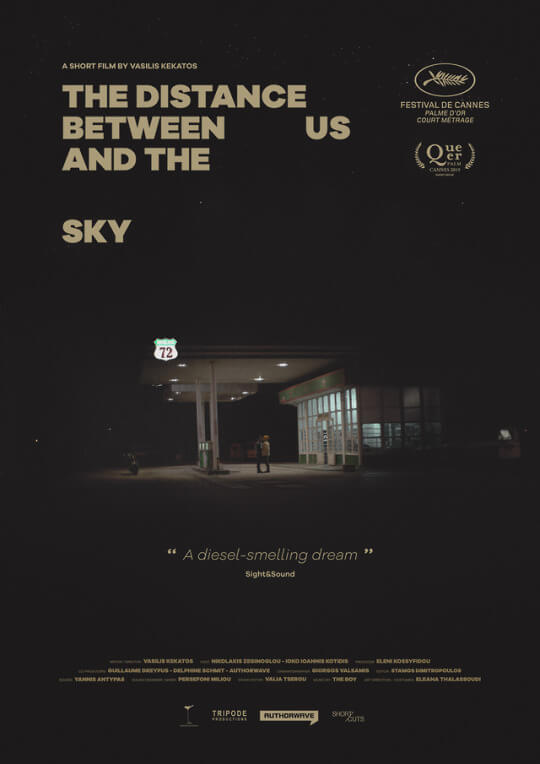 A SHORT FILM BY VASILIS KEKATOS
THE DISTANCE
BETWEEN US
AND THE
SKY
FESTIVAL DE CANNES
PALME D'OR
COURT MÉTRAGE
Queer
PALM
CANNES 2019
72
“ A diesel-smelling dream ”
Sight&Sound
VASILIS KEKATOS NIKOLAKIS ZEGINOGLOU - IOKO IOANNIS KOTIDIS ELENI KOSSYFIDOU
GUILLAUME DREYFUS - DELPHINE SCHMIT - AUTHORWAVE GIORGOS VALSAMIS STAMOS DIMITROPOULOS
YANNIS ANTYPAS PERSEFONI MILIOU VALIA TSEROU THE BOY ELEANA THALASSOUDI
TRIPODE
PRODUCTIONS
AUTHORWAVE
SHORT
CUTS